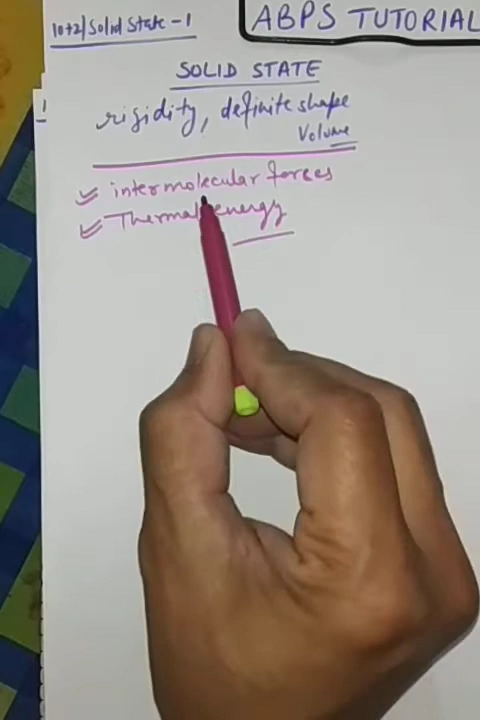 10+2/Solid State-1
ABPS TUTORIAL
SOLID STATE
rigidity, definite shape
Volume
intermolecular forces
Thermal energy